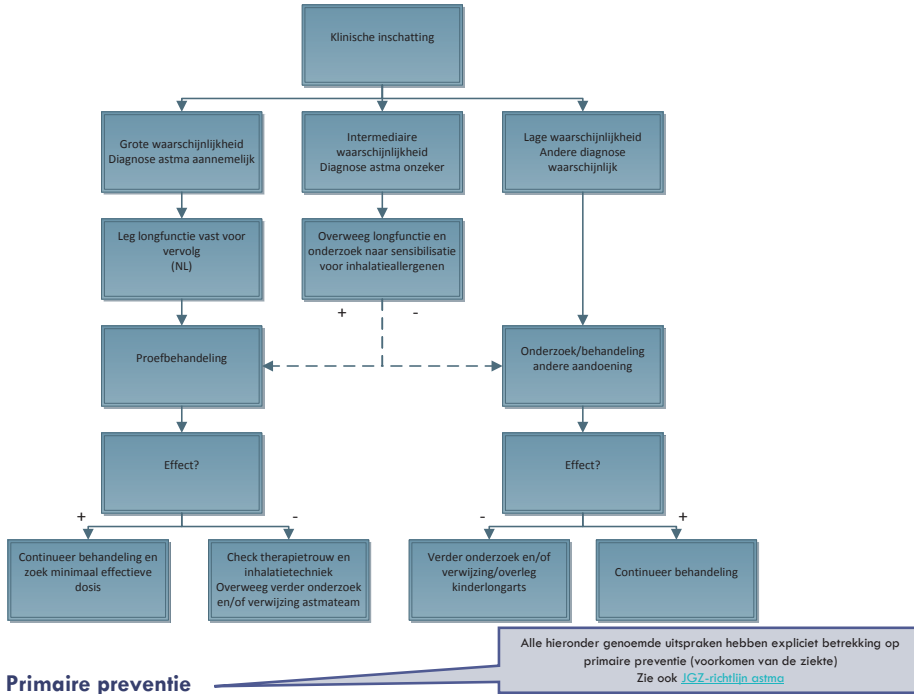 Klinische inschatting
Grote waarschijnlijkheid
Diagnose astma aannemelijk
Intermediaire
waarschijnlijkheid
Diagnose astma onzeker
Lage waarschijnlijkheid
Andere diagnose
waarschijnlijk
Leg longfunctie vast voor
vervolg
(NL)
Overweeg longfunctie en
onderzoek naar sensibilisatie
voor inhalatieallergenen
+ -
Proefbehandeling
Onderzoek/behandeling
andere aandoening
Effect?
Effect?
+ -
- +
Continueer behandeling en
zoek minimaal effectieve
dosis
Check therapietrouw en
inhalatietechniek
Overweeg verder onderzoek
en/of verwijzing astmateam
Verder onderzoek en/of
verwijzing/overleg
kinderlongarts
Continueer behandeling
Alle hieronder genoemde uitspraken hebben expliciet betrekking op
primaire preventie (voorkomen van de ziekte)
Zie ook JGZ-richtlijn astma
Primaire preventie